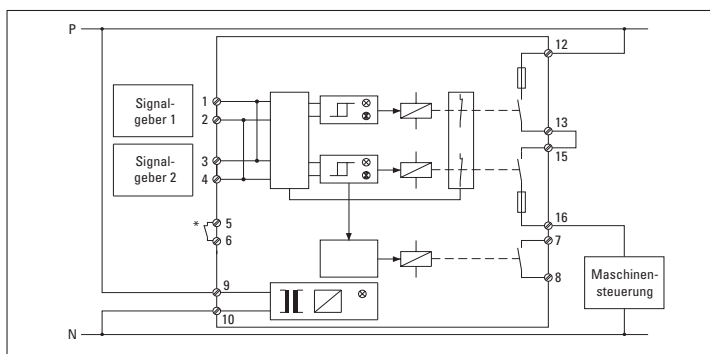 P
12
Signal-
geber 1
1
2
13
15
Signal-
geber 2
3
4
16
*
5
6
7
8
Maschinen-
steuerung
9
10
N